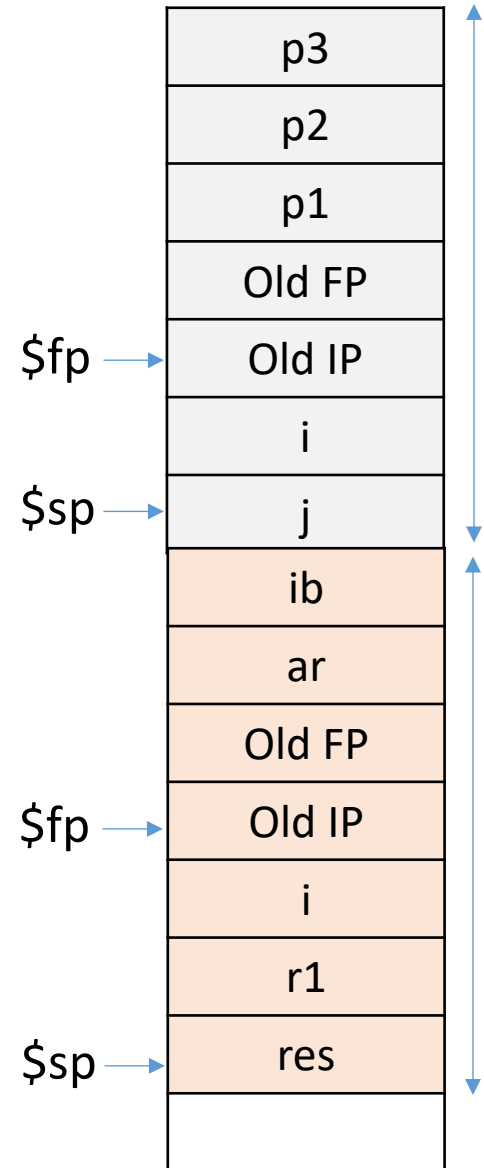 p3
p2
p1
Old FP
$fp Old IP
i
$sp j
ib
ar
Old FP
$fp Old IP
i
r1
$sp res